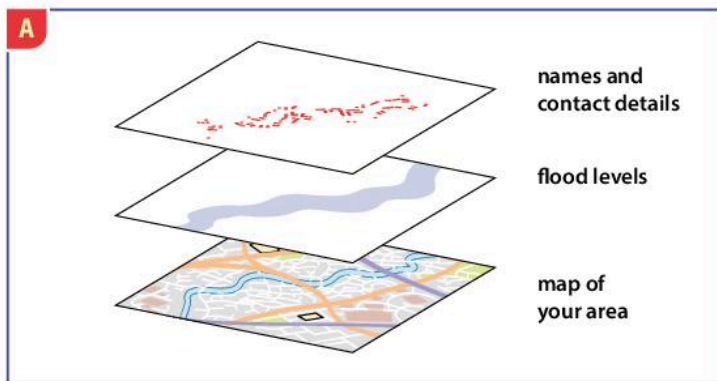 A
names and
contact details
flood levels
map of
your area